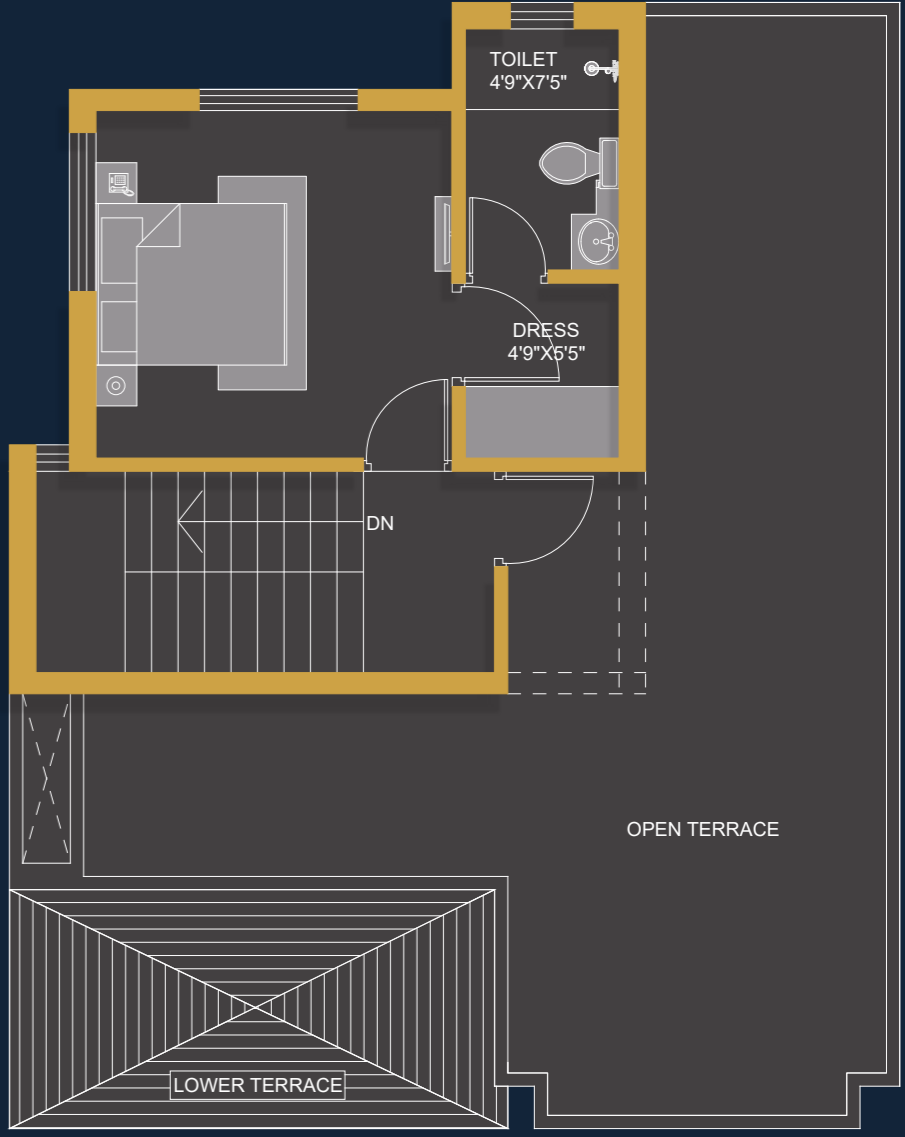 TOILET
4'9"X7'5"
DRESS
4'9"X5'5"
DN
OPEN TERRACE
LOWER TERRACE